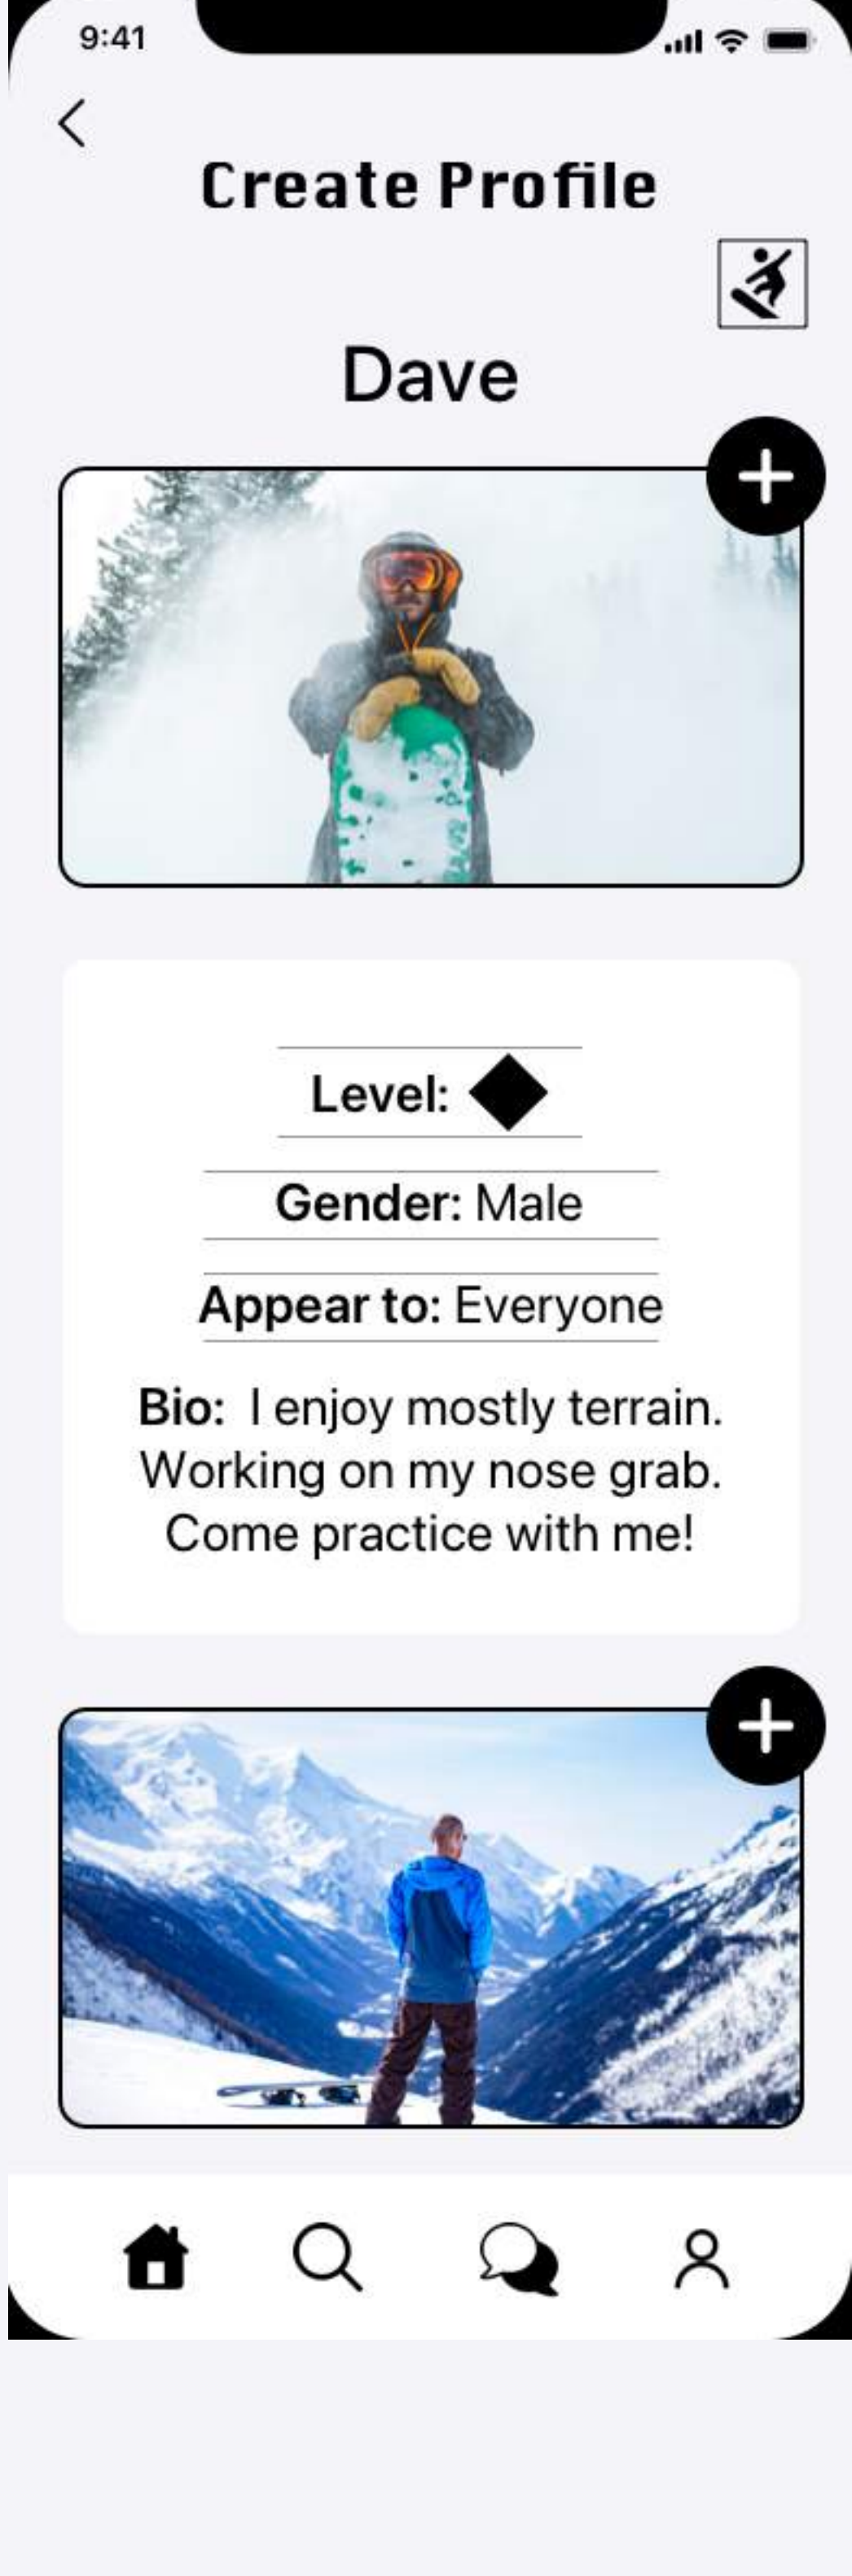 9:41
Create Profile
Dave
Level:
Gender: Male
Appear to: Everyone
Bio: I enjoy mostly terrain.
Working on my nose grab.
Come practice with me!